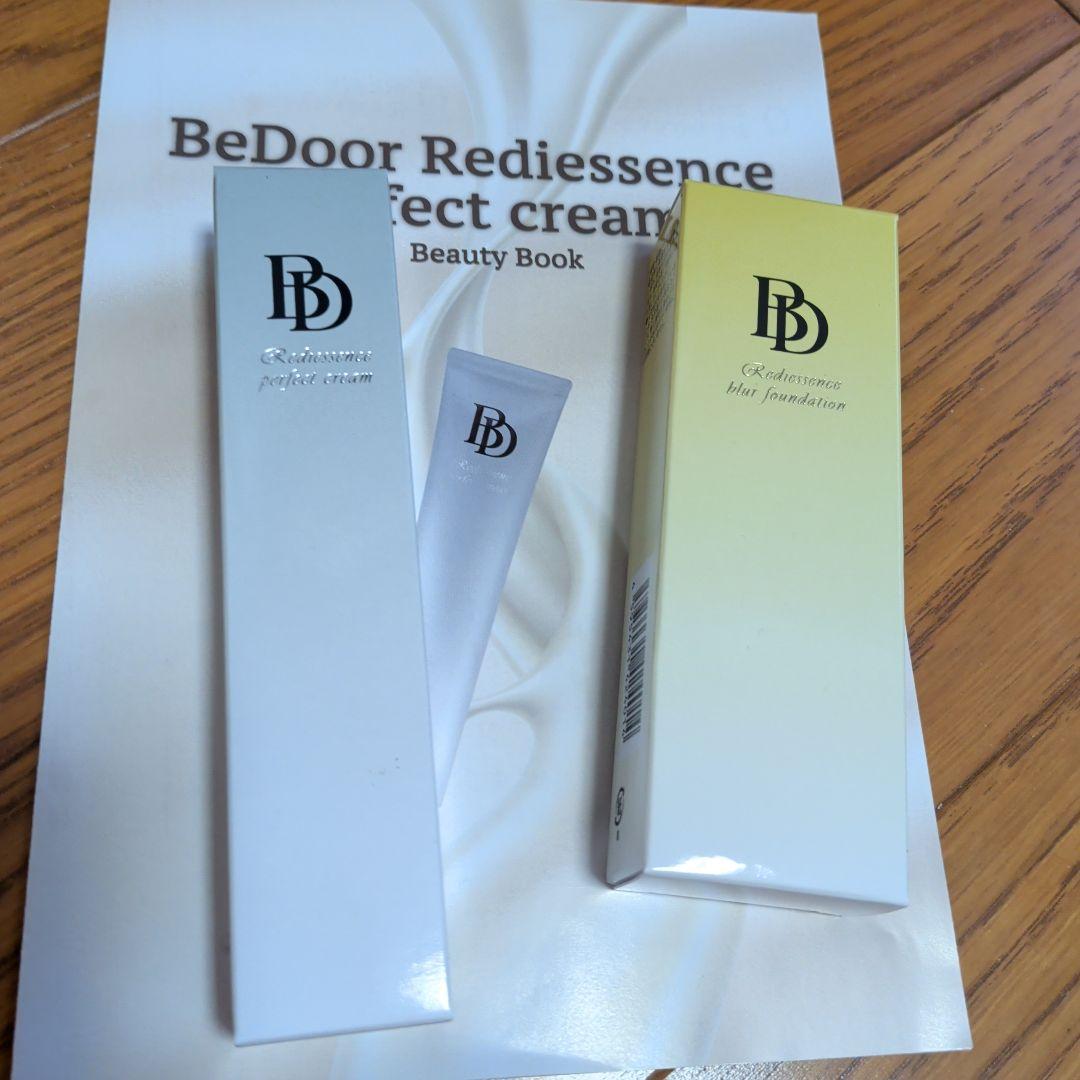 BeDoor Rediessence
fect cream
Beauty Book
BD
Rediessence
perfect cream
BD
BD
Rediessence
blur foundation